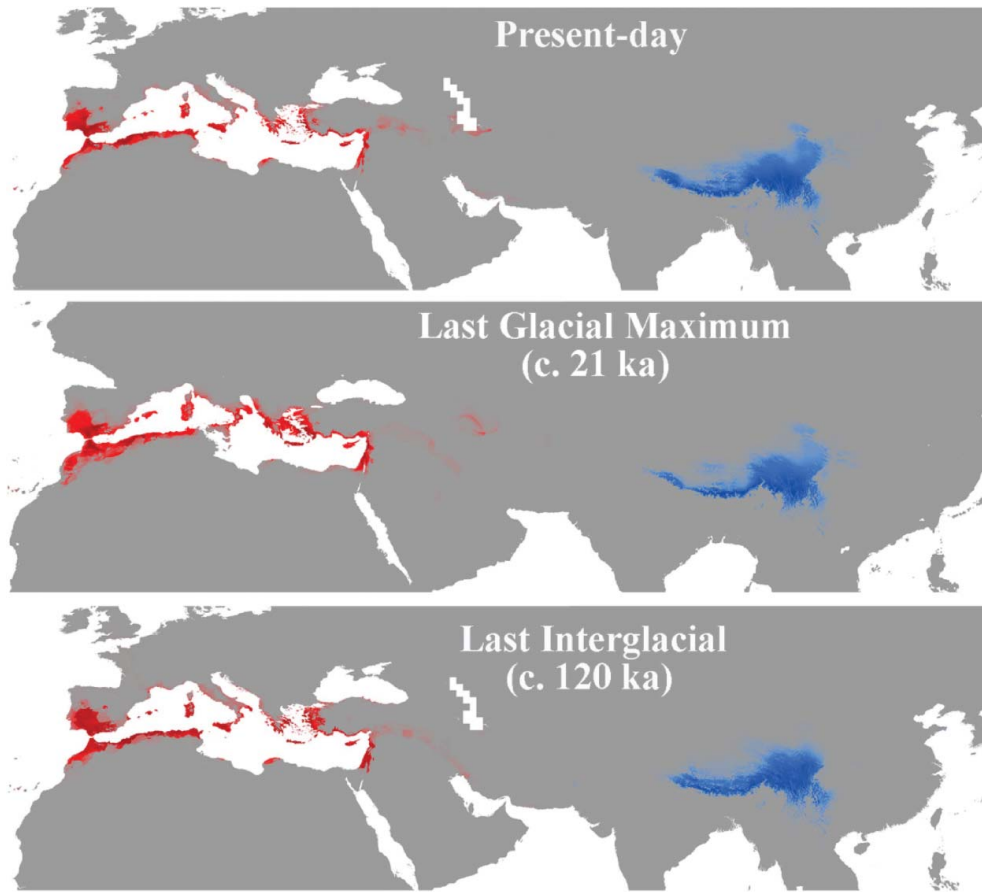 Present-day
Last Glacial Maximum
(c. 21 ka)
Last Interglacial
(c. 120 ka)